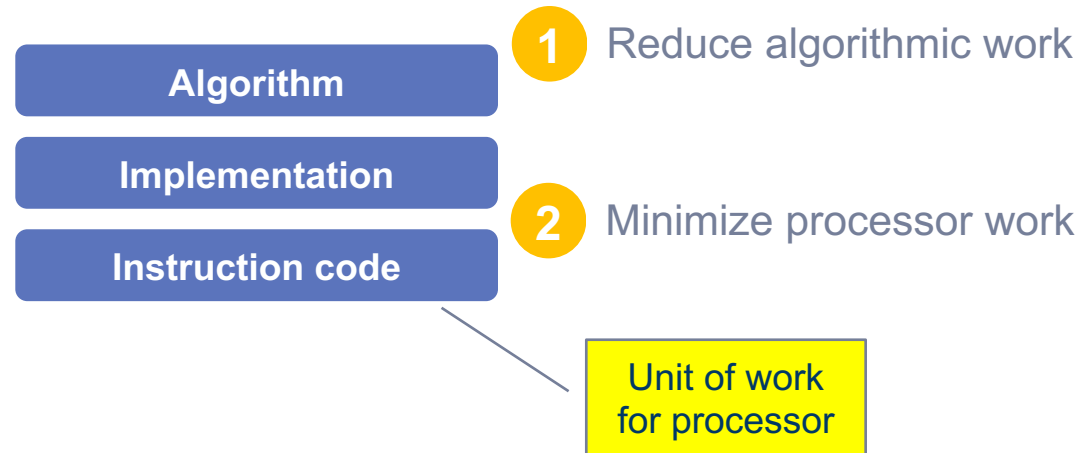 1 Reduce algorithmic work
Algorithm
Implementation
2 Minimize processor work
Instruction code
Unit of work
for processor